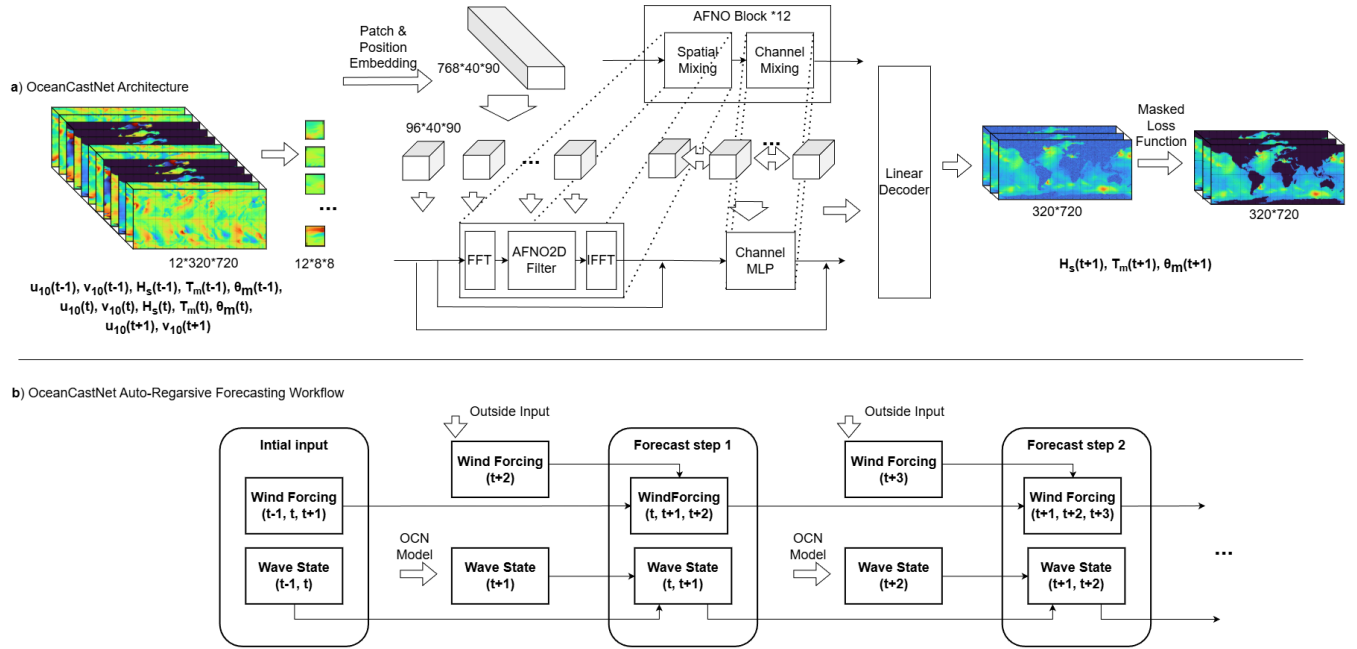 a) OceanCastNet Architecture
12*320*720
u10(t-1), v10(t-1), Hs(t-1), Tm(t-1), θm(t-1),
u10(t), v10(t), Hs(t), Tm(t), θm(t),
u10(t+1), v10(t+1)
...
12*8*8
Patch &
Position
Embedding
768*40*90
96*40*90
...
FFT
AFNO2D
Filter
IFFT
AFNO Block *12
Spatial
Mixing
Channel
Mixing
...
Channel
MLP
Linear
Decoder
320*720
Masked
Loss
Function
320*720
Hs(t+1), Tm(t+1), θm(t+1)
b) OceanCastNet Auto-Regarsive Forecasting Workflow
Intial input
Wind Forcing
(t-1, t, t+1)
Wave State
(t-1, t)
Outside Input
Wind Forcing
(t+2)
OCN
Model
Wave State
(t+1)
Forecast step 1
WindForcing
(t, t+1, t+2)
Wave State
(t, t+1)
Outside Input
Wind Forcing
(t+3)
OCN
Model
Wave State
(t+2)
Forecast step 2
Wind Forcing
(t+1, t+2, t+3)
Wave State
(t+1, t+2)
...